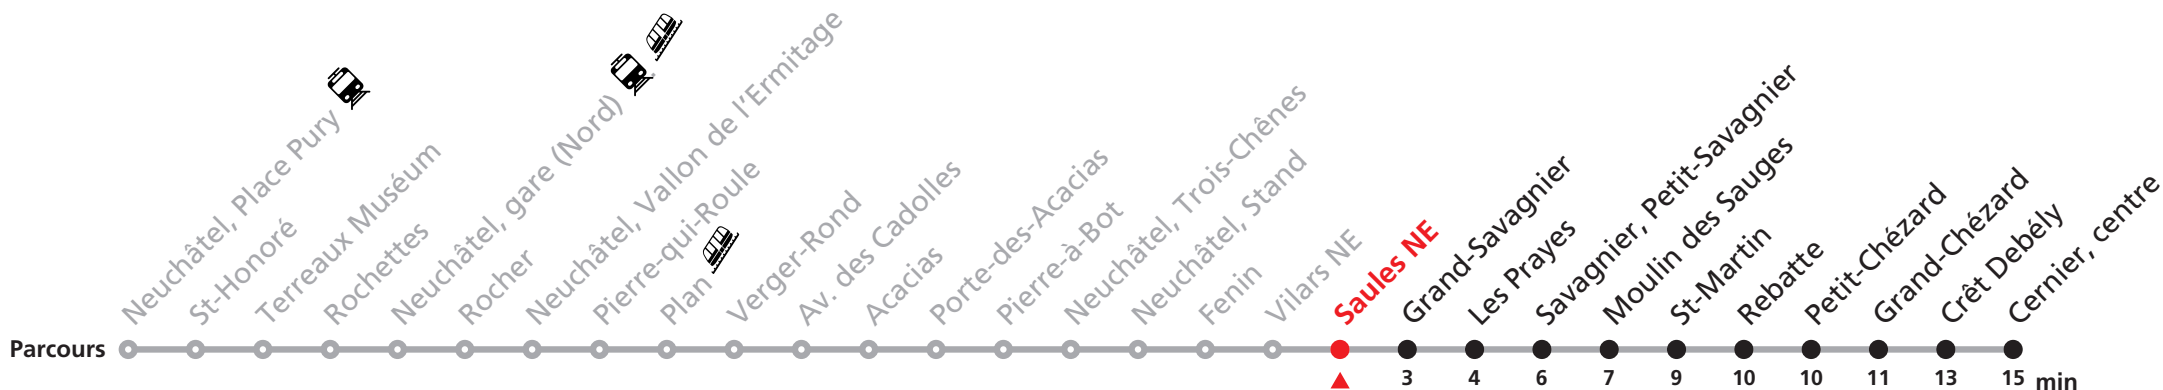 Neuchâtel, Place Pury
St-Honoré
Terreaux Muséum
Rochettes
Neuchâtel, gare (Nord)
Rocher
Neuchâtel, Vallon de l'Ermitage
Pierre-qui-Roule
Plan
Verger-Rond
Av. des Cadolles
Acacias
Porte-des-Acacias
Pierre-à-Bot
Neuchâtel, Trois-Chênes
Neuchâtel, Stand
Fenin
Vilars NE
Saules NE
Grand-Savagnier
Les Prayes
Savagnier, Petit-Savagnier
Moulin des Sauges
St-Martin
Rebatte
Petit-Chézard
Grand-Chézard
Crêt Debély
Cernier, centre
Parcours
3 4 6 7 9 10 10 11 13 15 min